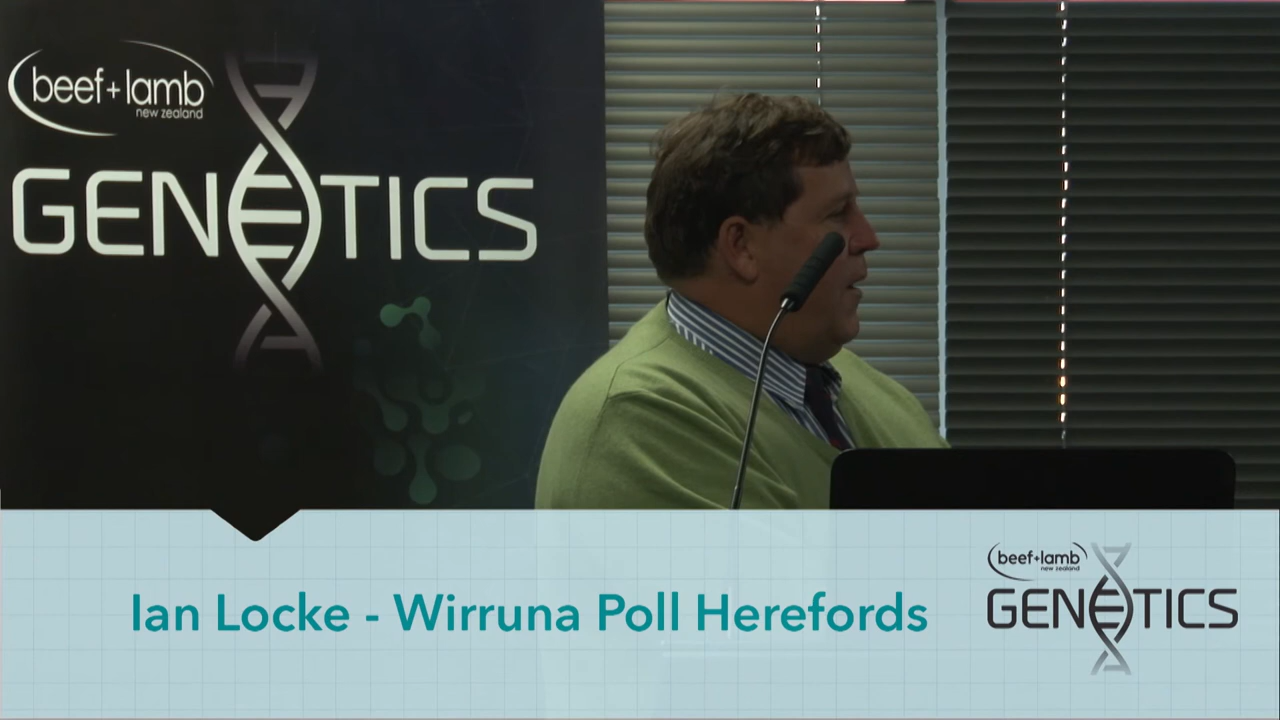 beef + lamb
new zealand
GENETICS
Ian Locke - Wirruna Poll Herefords
beef+lamb
new zealand
GENETICS